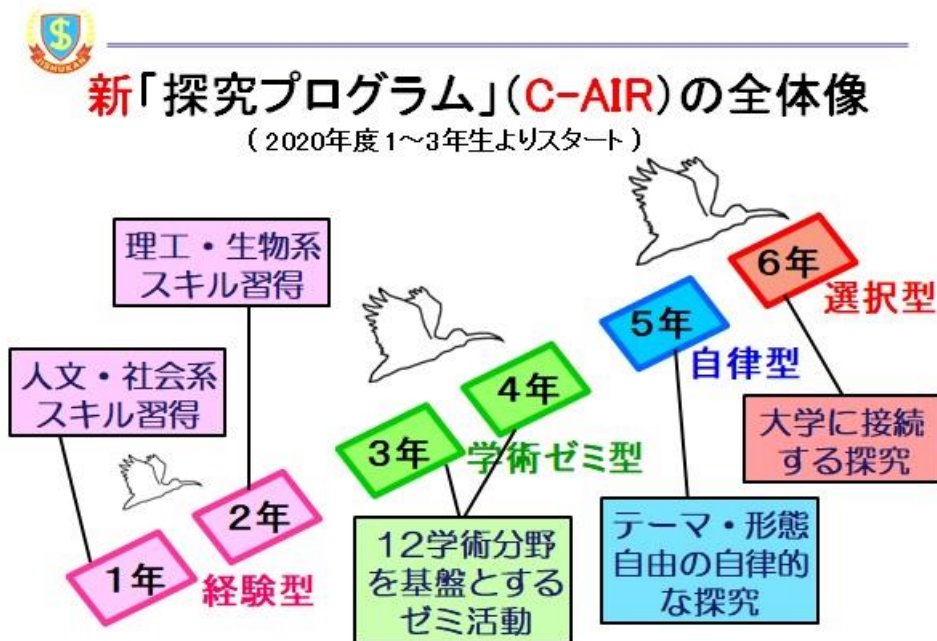 JISHUKAN
新「探究プログラム」(C-AIR)の全体像
(2020年度1~3年生よりスタート)
理工・生物系
スキル習得
人文・社会系
スキル習得
1年
2年
経験型
3年
4年
学術ゼミ型
12学術分野
を基盤とする
ゼミ活動
5年
自律型
テーマ・形態
自由の自律的
な探究
6年
選択型
大学に接続
する探究